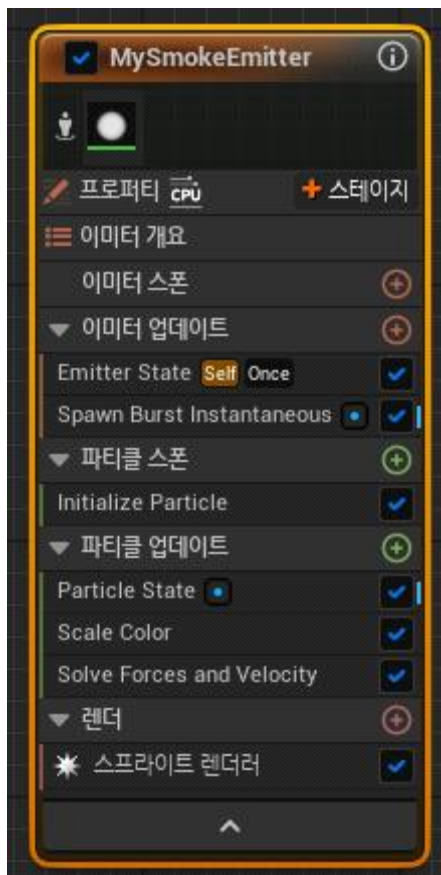 MySmokeEmitter
프로퍼티 CPU 스테이지
이미터 개요
이미터 스폰
이미터 업데이트
Emitter State Self Once
Spawn Burst Instantaneous
파티클 스폰
Initialize Particle
파티클 업데이트
Particle State
Scale Color
Solve Forces and Velocity
렌더
스프라이트 렌더러